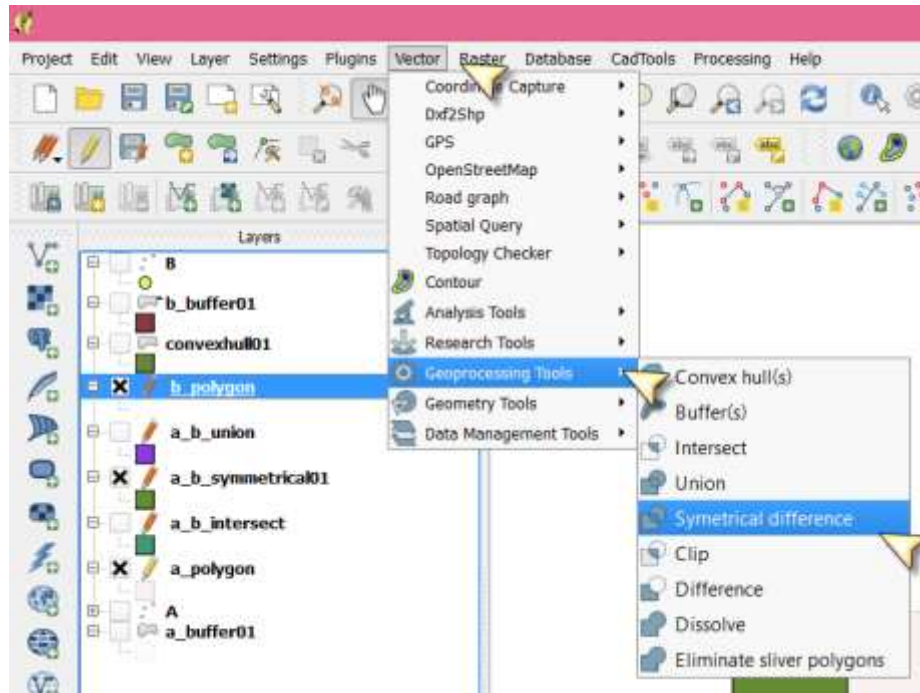 Project Edit View Layer Settings Plugins Vector Raster Database CadTools Processing Help
Coordinate Capture
Dxf2Shp
GPS
OpenStreetMap
Road graph
Spatial Query
Topology Checker
Contour
Analysis Tools
Research Tools
Geoprocessing Tools
Geometry Tools
Data Management Tools
Layers
B
b_buffer01
convexhull01
b_polygon
a_b_union
a_b_symmetrical01
a_b_intersect
a_polygon
A
a_buffer01
Convex hull(s)
Buffer(s)
Intersect
Union
Symetrical difference
Clip
Difference
Dissolve
Eliminate sliver polygons